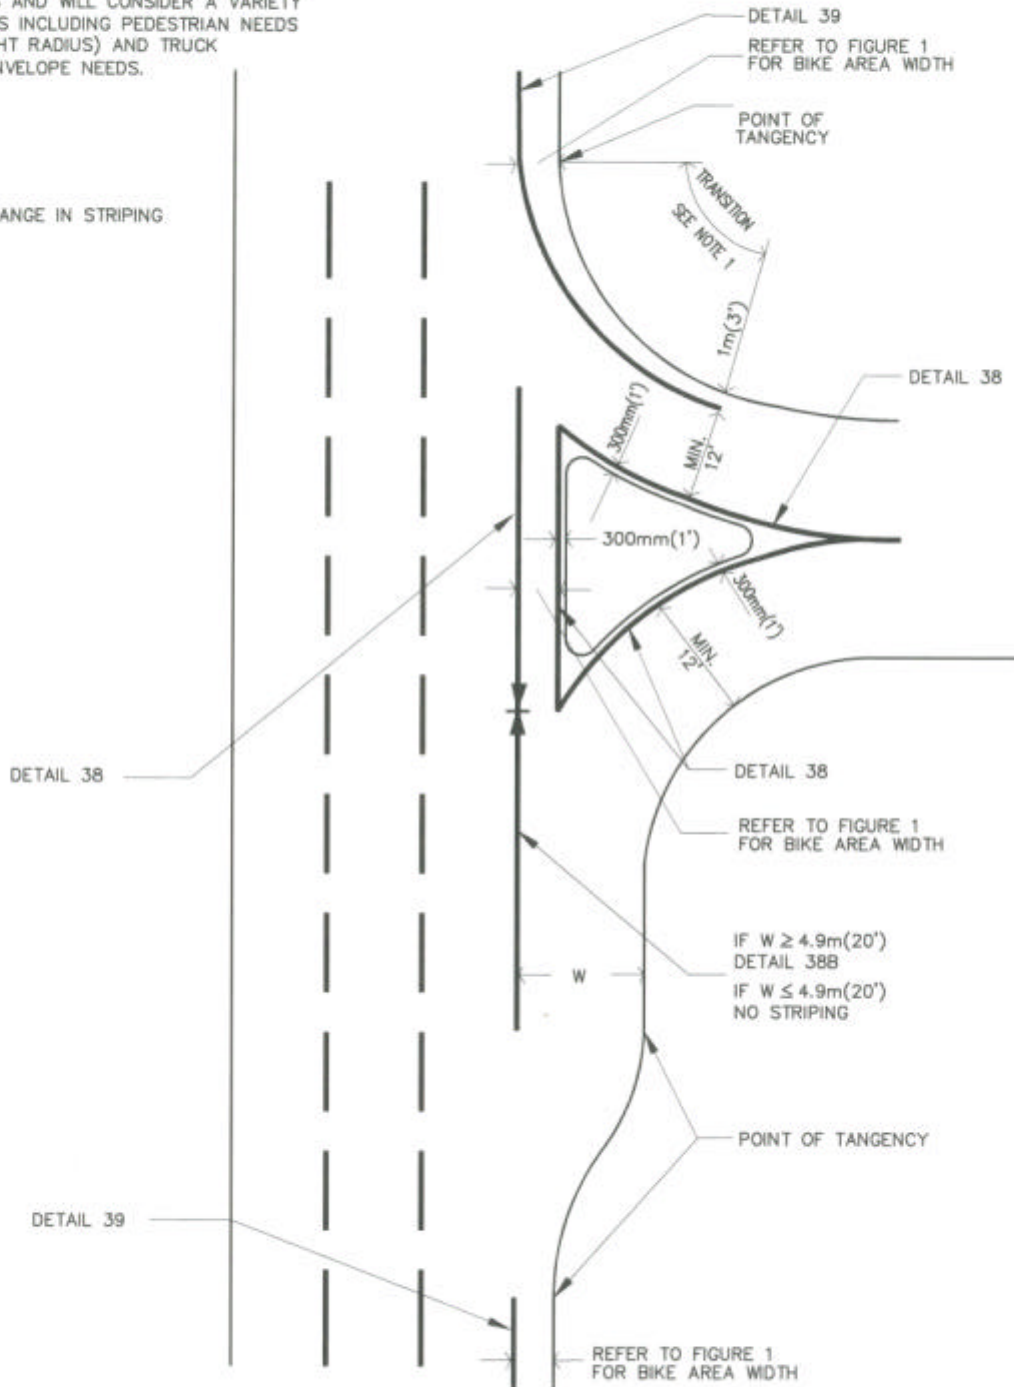 AND WILL CONSIDER A VARIETY
INCLUDING PEDESTRIAN NEEDS
RADIUS) AND TRUCK
NEEDS.
IN STRIPING
DETAIL 39
REFER TO FIGURE 1
FOR BIKE AREA WIDTH
POINT OF
TANGENCY
TRANSITION
SEE NOTE 1
1m(3')
DETAIL 38
300mm(1')
MIN.
12'
300mm(1')
300mm(1')
MIN.
12'
DETAIL 38
DETAIL 38
REFER TO FIGURE 1
FOR BIKE AREA WIDTH
IF W ≥ 4.9m(20')
DETAIL 38B
IF W ≤ 4.9m(20')
NO STRIPING
W
POINT OF TANGENCY
DETAIL 39
REFER TO FIGURE 1
FOR BIKE AREA WIDTH